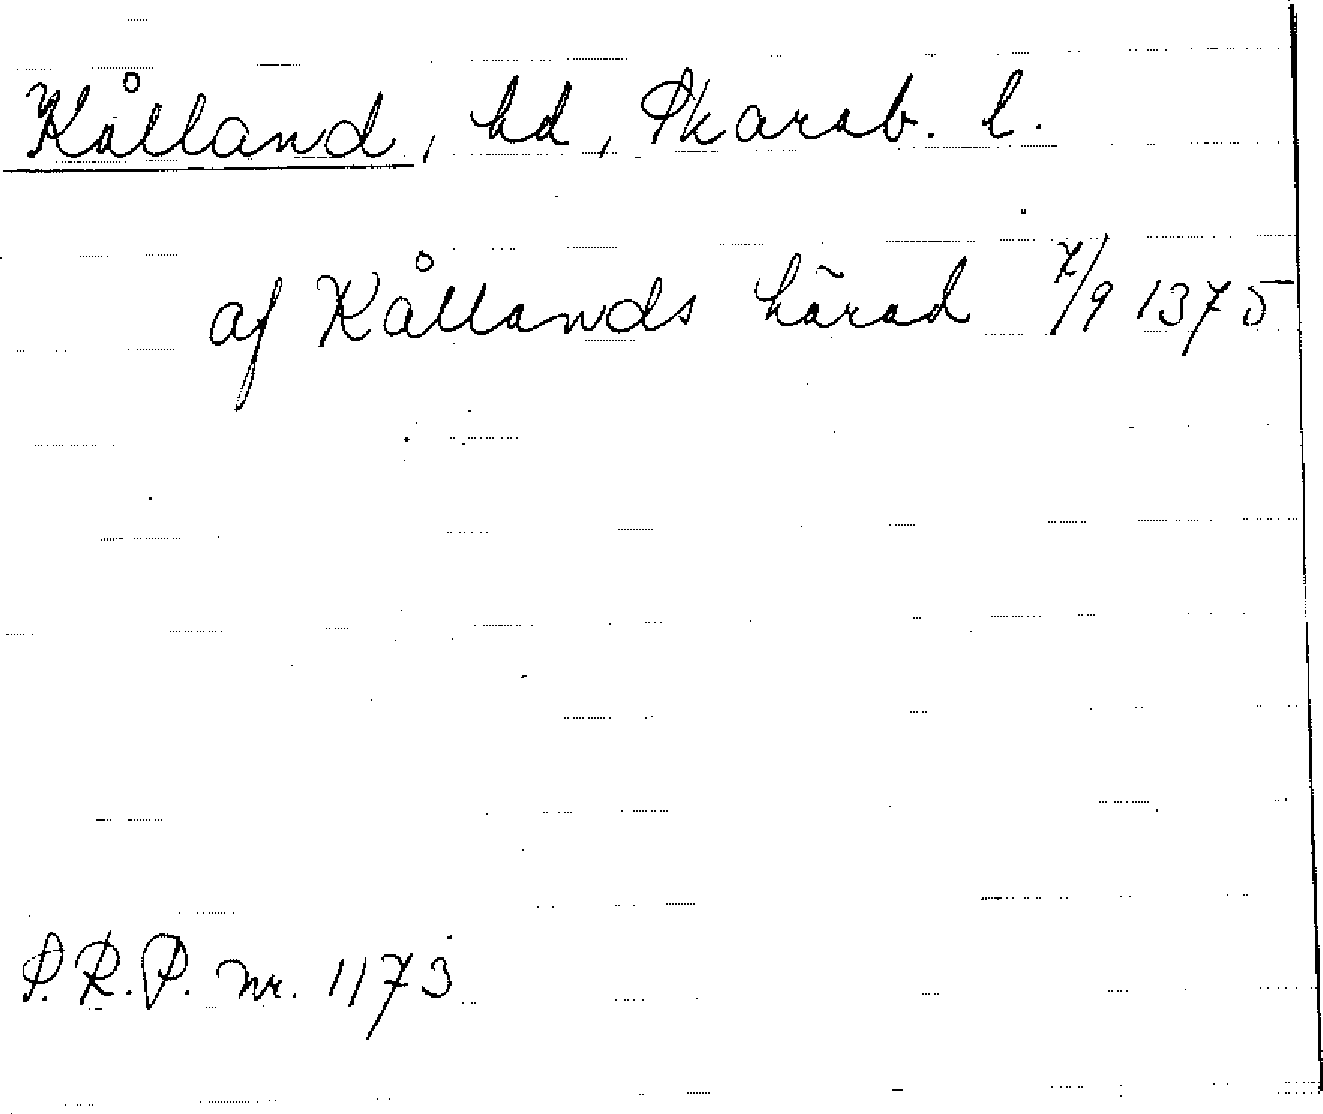 Kålland, hd, Skarab. l.
af Kållands härad 7/9 1375
S.R.P. nr. 1173